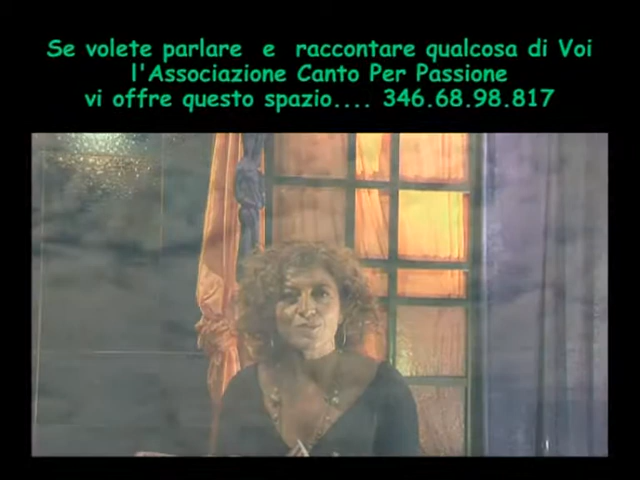 Se volete parlare e raccontare qualcosa di Voi
l'Associazione Canto Per Passione
vi offre questo spazio.... 346.68.98.817